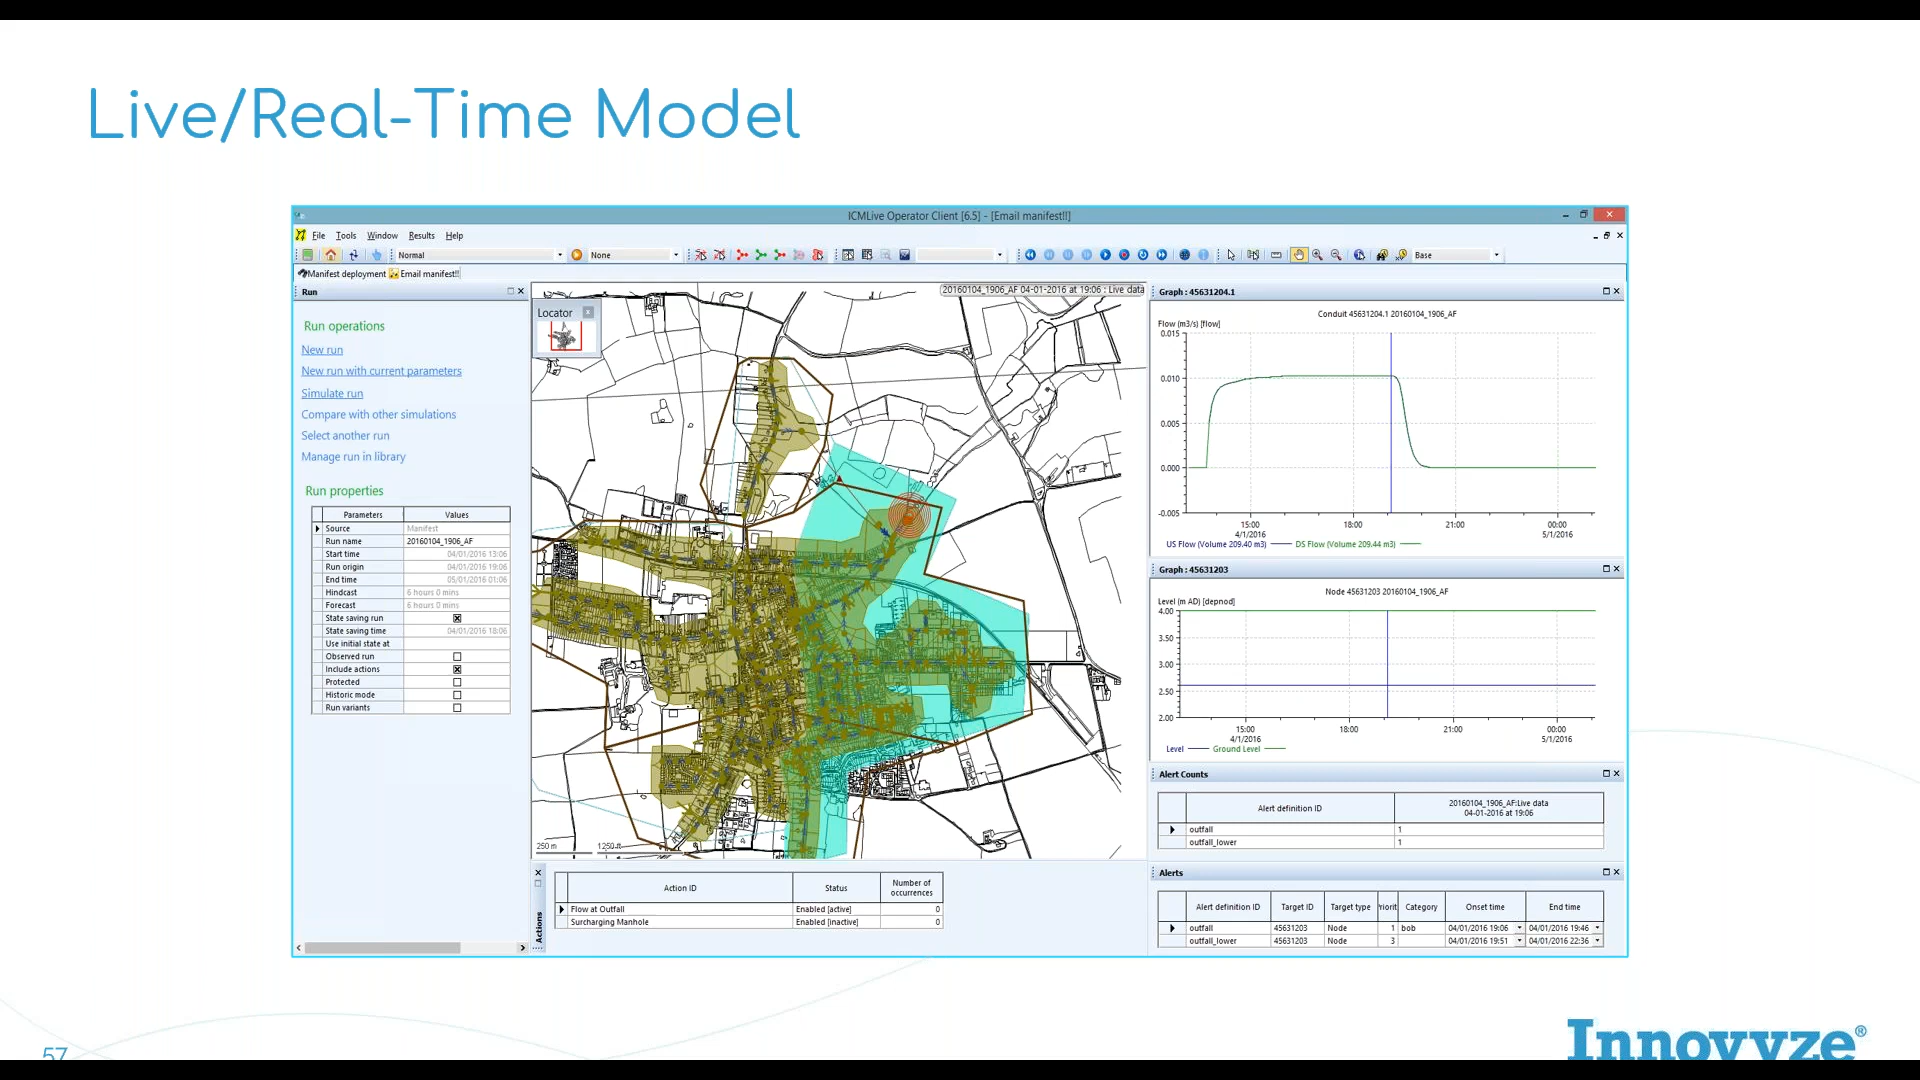 Live/Real-Time Model
ICMLive Operator Client [6.5] - [Email manifest!!]
File Tools Window Results Help
Normal None Base
Manifest deployment Email manifest!!
Run
Run operations
New run
New run with current parameters
Simulate run
Compare with other simulations
Select another run
Manage run in library
Run properties
Parameters Values
Source Manifest
Run name 20160104_1906_AF
Start time 04/01/2016 13:06
Run origin 04/01/2016 19:06
End time 05/01/2016 01:06
Hindcast 6 hours 0 mins
Forecast 6 hours 0 mins
State saving run
State saving time 04/01/2016 18:06
Use initial state at
Observed run
Include actions
Protected
Historic mode
Run variants
20160104_1906_AF 04-01-2016 at 19:06 : Live data
Locator
250 m 1250 ft
Actions
Action ID Status Number of occurrences
Flow at Outfall Enabled [active] 0
Surcharging Manhole Enabled [inactive] 0
Graph : 45631204.1
Conduit 45631204.1 20160104_1906_AF
Flow (m3/s) [flow]
0.015
0.010
0.005
0.000
-0.005
15:00 18:00 21:00 00:00
4/1/2016 5/1/2016
US Flow (Volume 209.40 m3) DS Flow (Volume 209.44 m3)
Graph : 45631203
Node 45631203 20160104_1906_AF
Level (m AD) [depnod]
4.00
3.50
3.00
2.50
2.00
15:00 18:00 21:00 00:00
4/1/2016 5/1/2016
Level Ground Level
Alert Counts
Alert definition ID 20160104_1906_AF:Live data
04-01-2016 at 19:06
outfall 1
outfall_lower 1
Alerts
Alert definition ID Target ID Target type riorit Category Onset time End time
outfall 45631203 Node 1 bob 04/01/2016 19:06 04/01/2016 19:46
outfall_lower 45631203 Node 3 04/01/2016 19:51 04/01/2016 22:36
57
Innovyze®